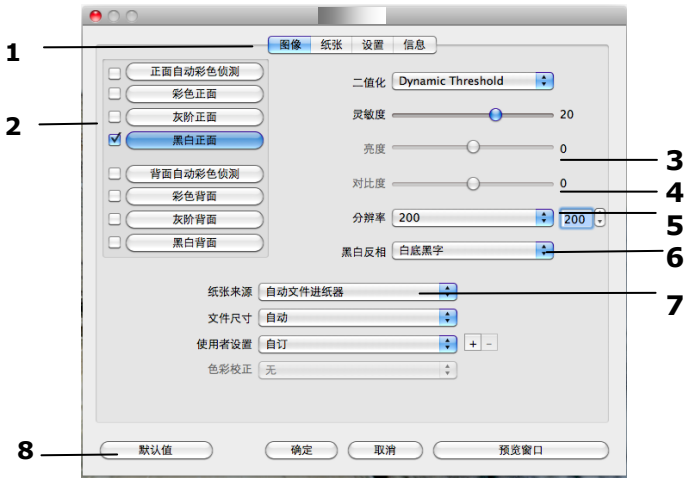 图像 纸张 设置 信息
1
正面自动彩色侦测
彩色正面
灰阶正面
黑白正面
背面自动彩色侦测
彩色背面
灰阶背面
黑白背面
2
二值化 Dynamic Threshold
灵敏度 20
亮度 0
3
对比度 0
4
分辨率 200 200
5
黑白反相 白底黑字
6
纸张来源 自动文件进纸器
7
文件尺寸 自动
使用者设置 自订 + -
色彩校正 无
8
默认值 确定 取消 预览窗口